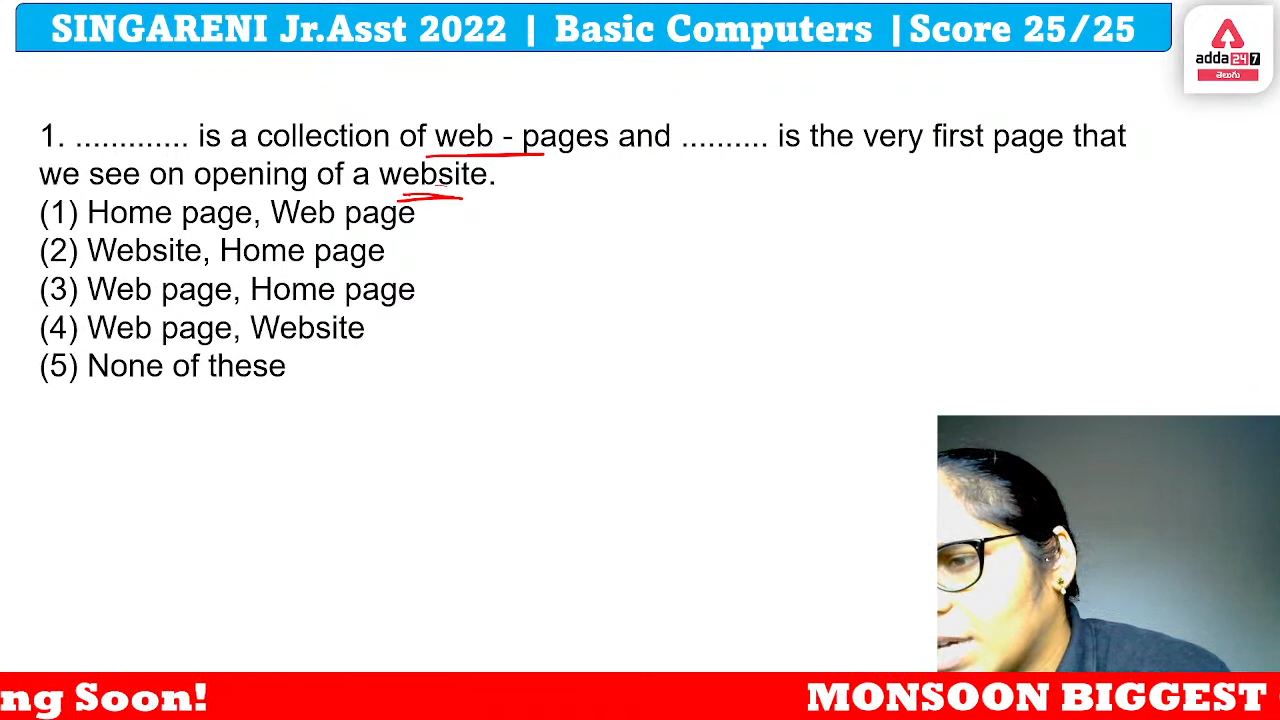 SINGARENI Jr.Asst 2022 | Basic Computers |Score 25/25
adda 247
తెలుగు
1. ............. is a collection of web - pages and .......... is the very first page that
we see on opening of a website.
(1) Home page, Web page
(2) Website, Home page
(3) Web page, Home page
(4) Web page, Website
(5) None of these
ng Soon! MONSOON BIGGEST